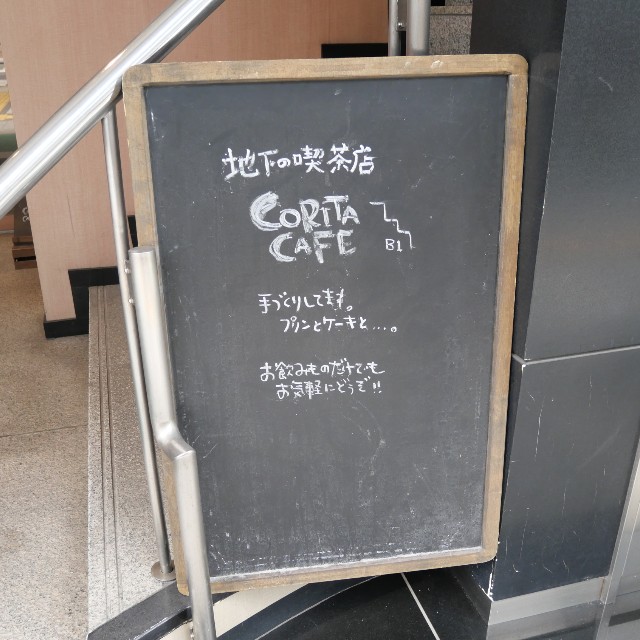 地下の喫茶店
CORITA
CAFE
B1
手づくりしてます。
プリンとケーキと....。
お飲みものだけでも
お気軽にどうぞ!!